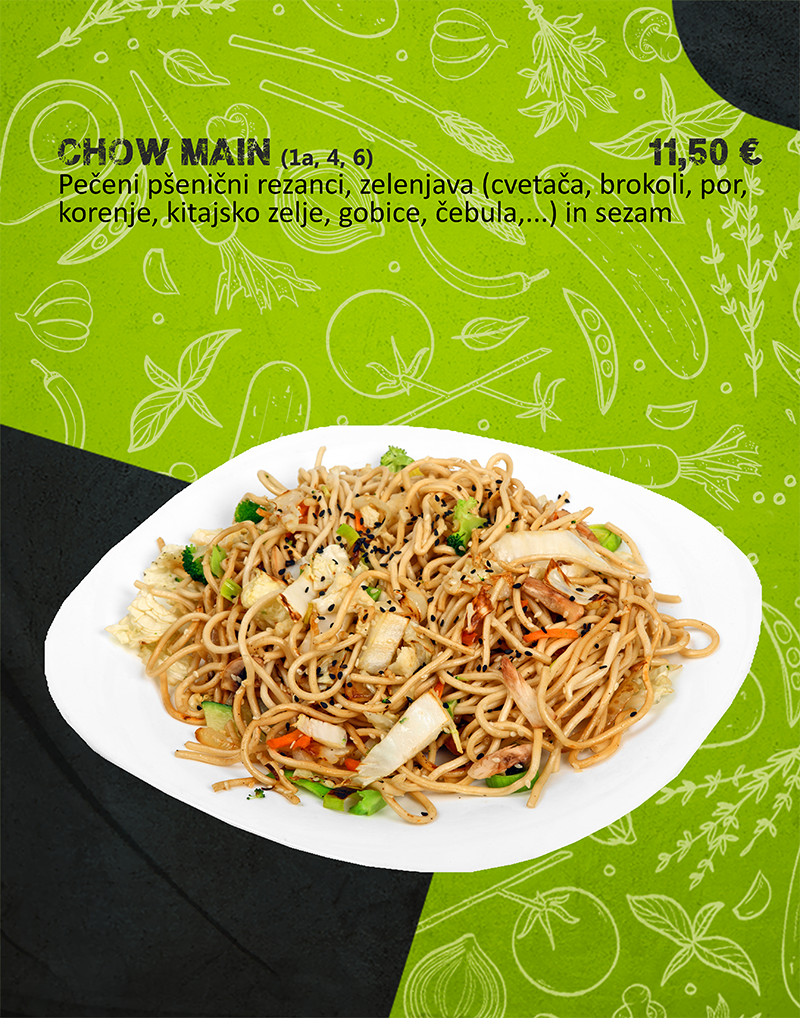 CHOW MAIN (1a, 4, 6) 11,50 €
Pečeni pšenični rezanci, zelenjava (cvetača, brokoli, por,
korenje, kitajsko zelje, gobice, čebula,...) in sezam